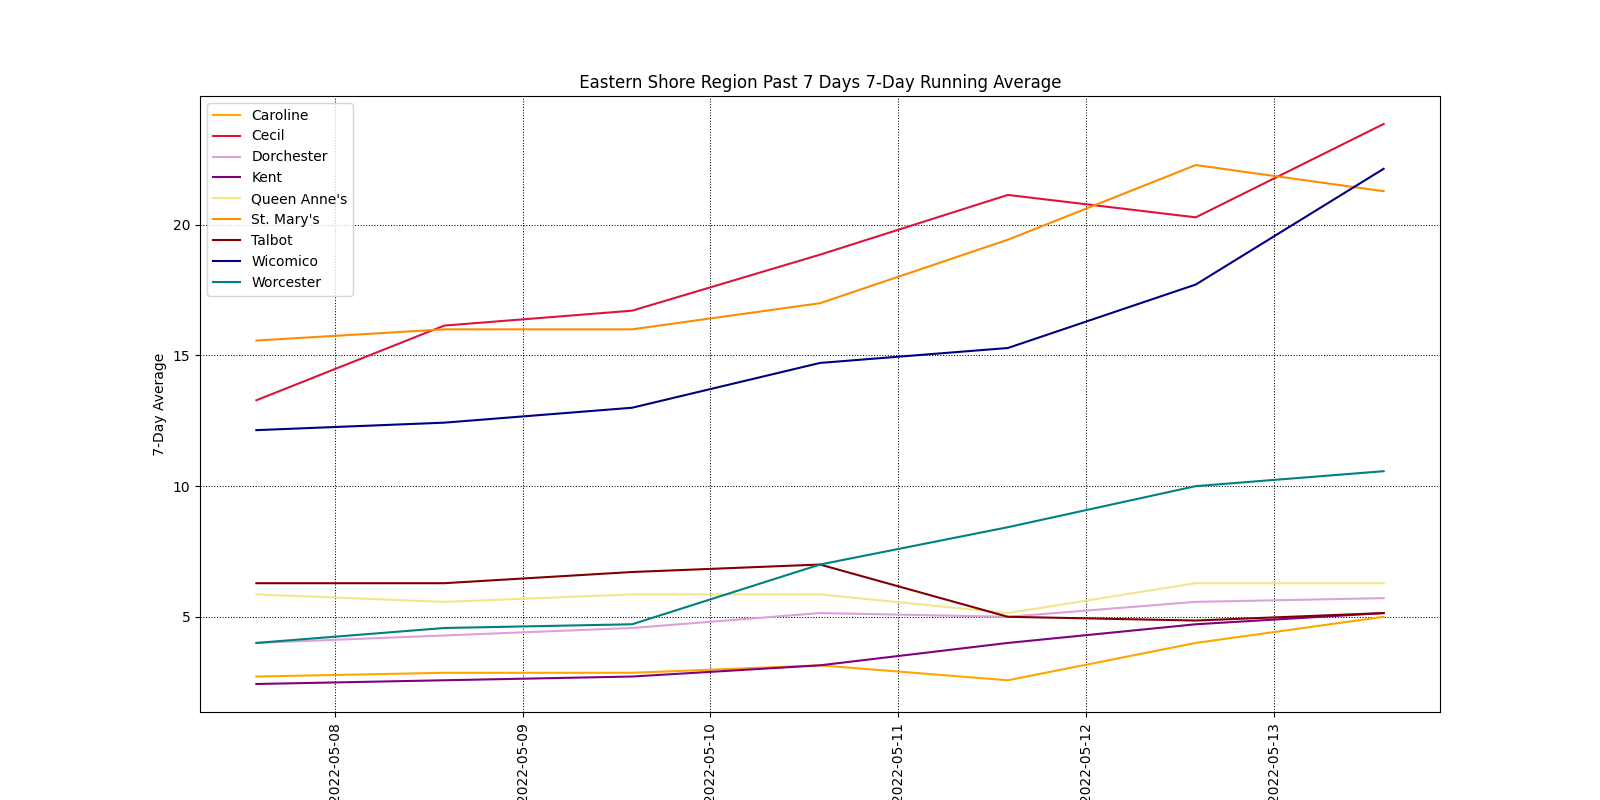 Eastern Shore Region Past 7 Days 7-Day Running Average
Caroline
Cecil
Dorchester
Kent
Queen Anne's
St. Mary's
Talbot
Wicomico
Worcester
7-Day Average
20
15
10
5
2022-05-08
2022-05-09
2022-05-10
2022-05-11
2022-05-12
2022-05-13